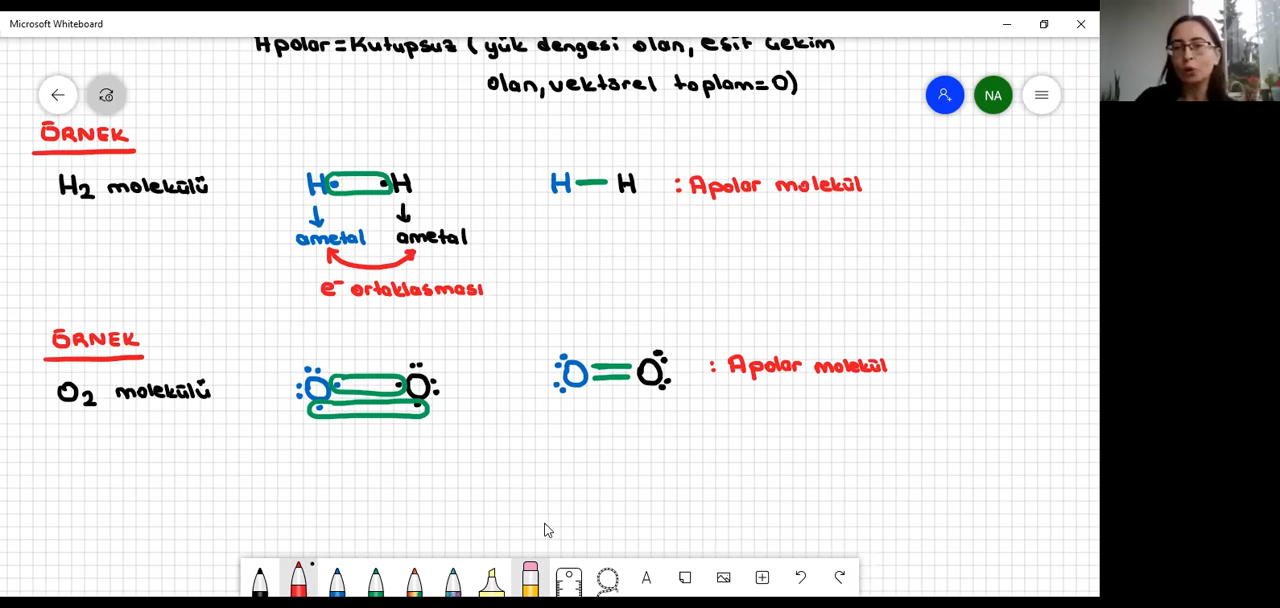 Microsoft Whiteboard
Apolar=Kutupsuz (yük dengesi olan, eşit çekim
olan, vektörel toplam=0)
NA
ÖRNEK
H2 molekülü
H H
H—H : Apolar molekül
ametal ametal
e- ortaklaşması
ÖRNEK
O2 molekülü
O O
O=O : Apolar molekül
A